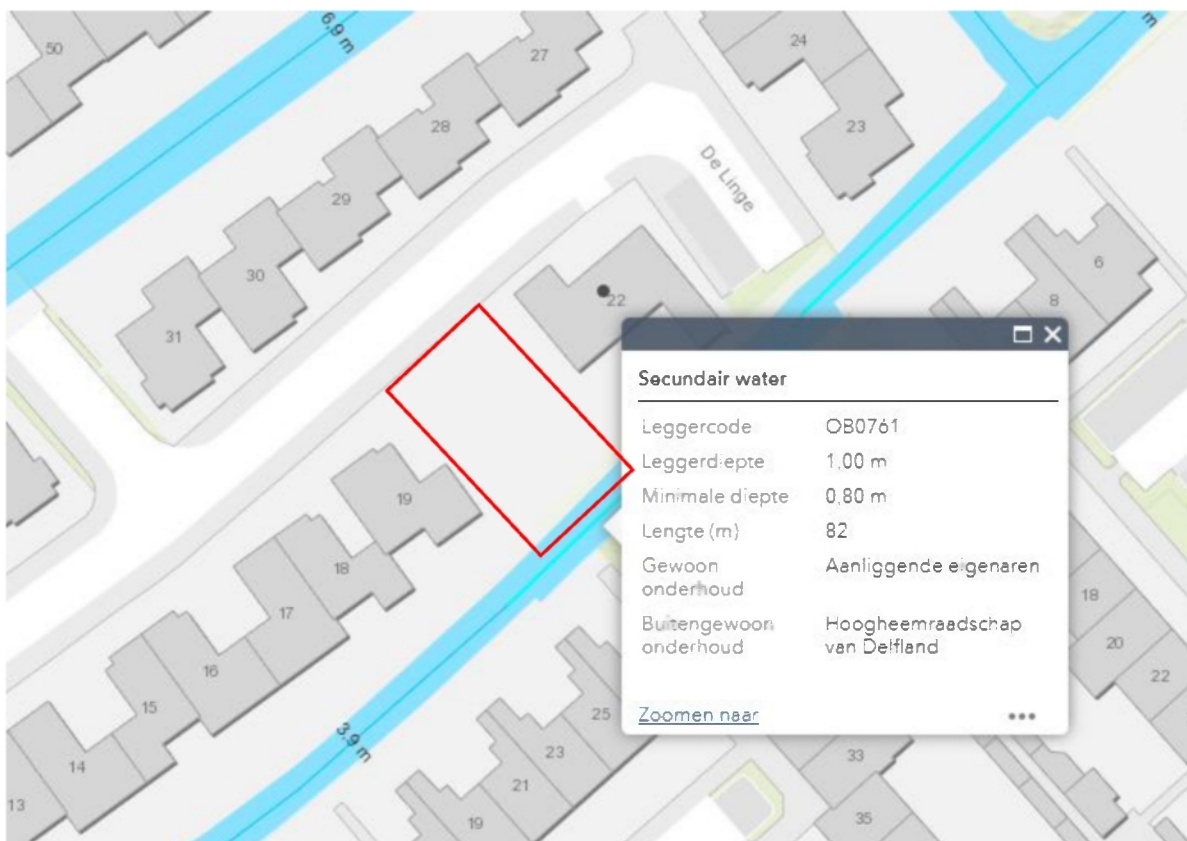 50
6,9 m
27
24
m
28
23
De Linge
29
6
30
22
8
31
Secundair water
Leggercode OB0761
Leggerdiepte 1,00 m
Minimale diepte 0,80 m
19
Lengte (m) 82
Gewoon onderhoud Aanliggende eigenaren
18
18
17
Buitengewoon onderhoud Hoogheemraadschap van Delfland
20
16
22
15
25
Zoomen naar
3,9 m
23
33
14
21
13
19
35